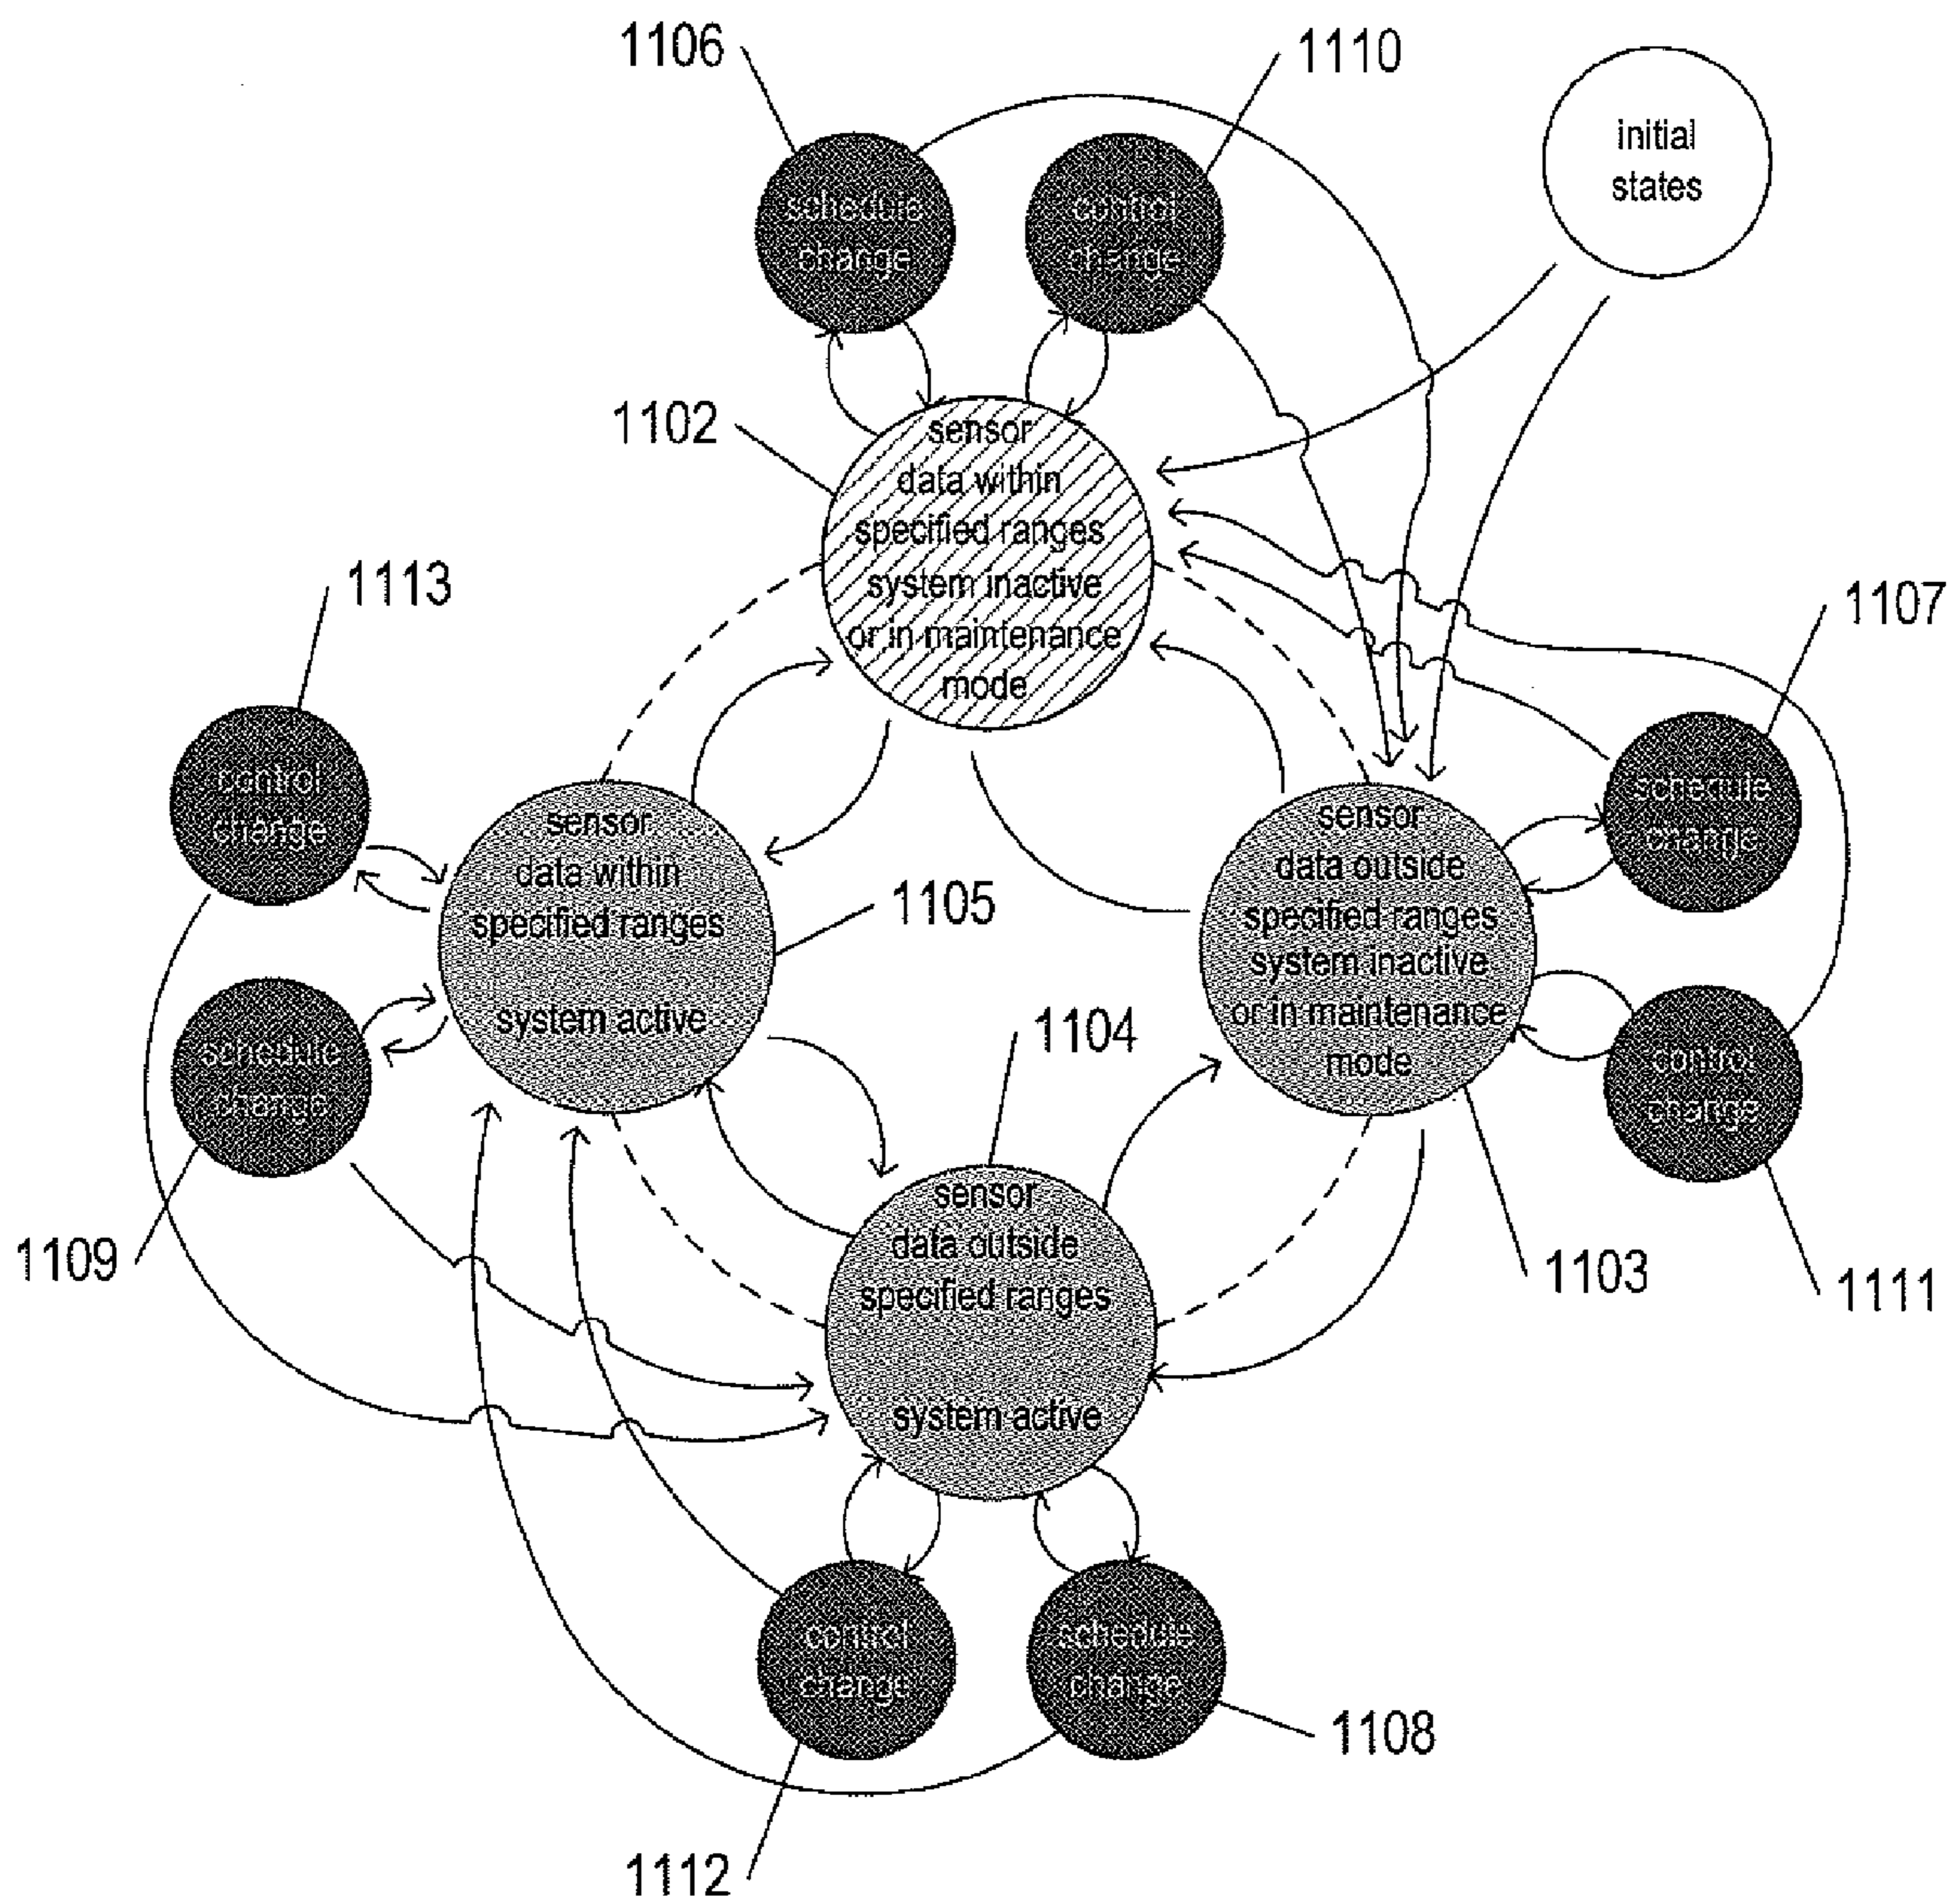 1106
1110
initial
states
schedule
change
control
change
1102
sensor
data within
specified ranges
system inactive
or in maintenance
mode
1113
1107
control
change
schedule
change
sensor
data within
specified ranges
system active
1105
sensor
data outside
specified ranges
system inactive
or in maintenance
mode
schedule
change
1104
control
change
1109
sensor
data outside
specified ranges
system active
1103
1111
control
change
schedule
change
1108
1112